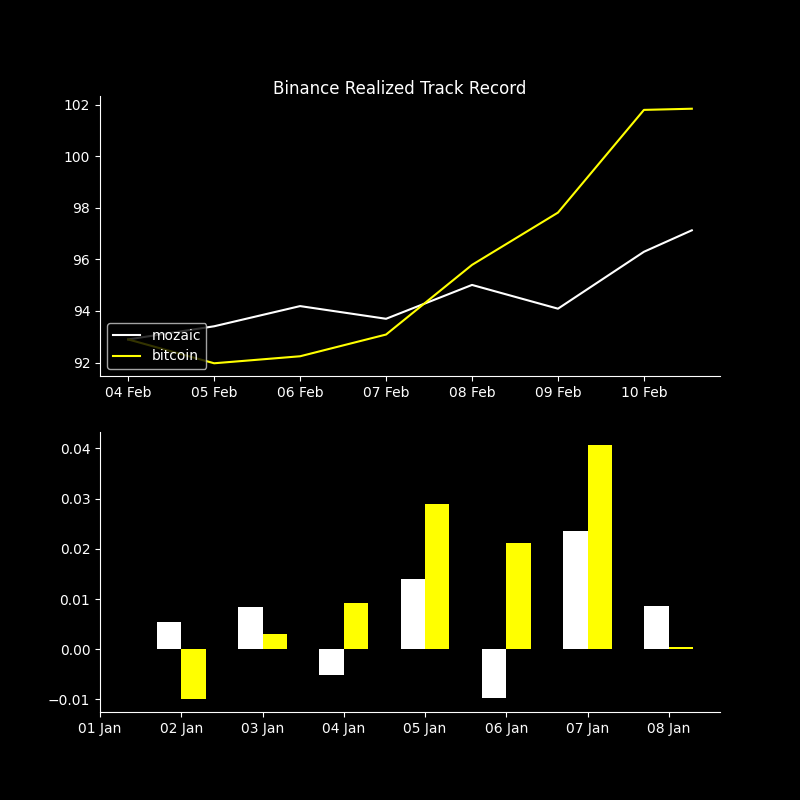 Binance Realized Track Record
102
100
98
96
94
92
mozaic
bitcoin
04 Feb 05 Feb 06 Feb 07 Feb 08 Feb 09 Feb 10 Feb
0.04
0.03
0.02
0.01
0.00
−0.01
01 Jan 02 Jan 03 Jan 04 Jan 05 Jan 06 Jan 07 Jan 08 Jan